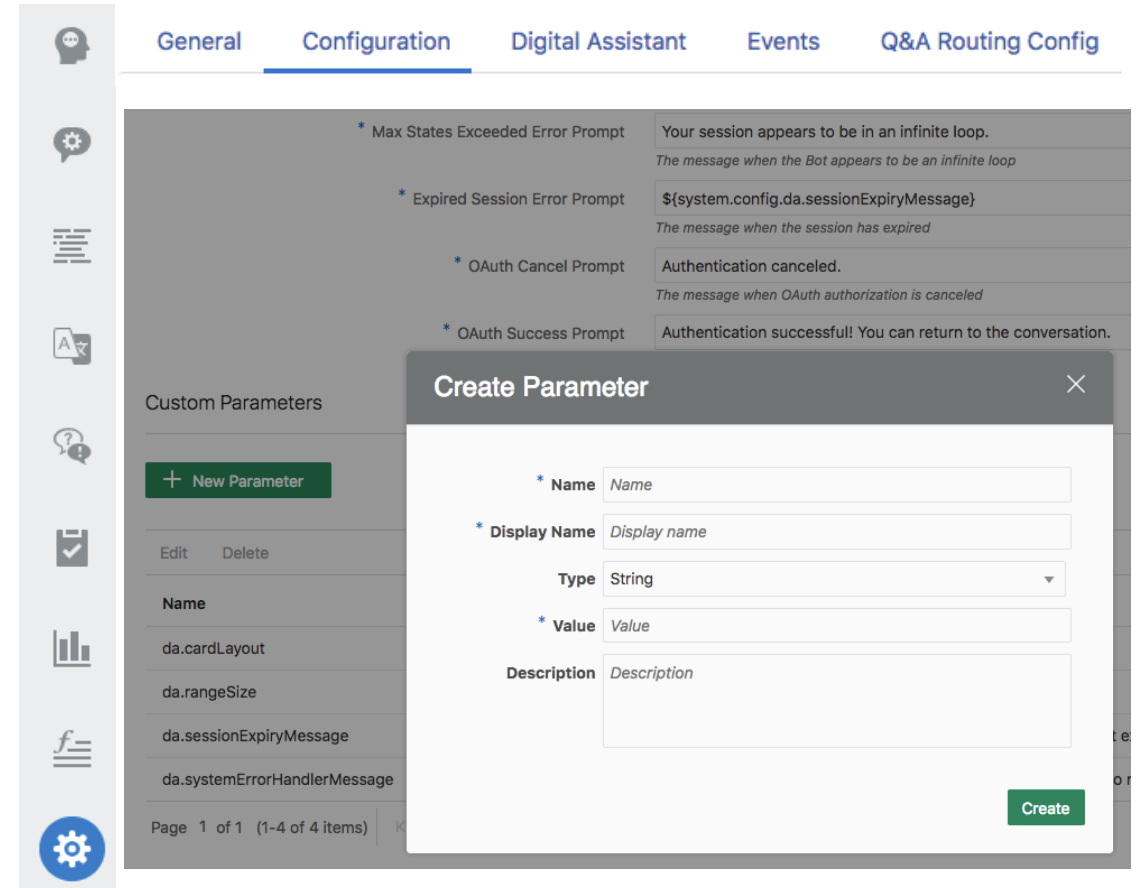 General Configuration Digital Assistant Events Q&A Routing Config
* Max States Exceeded Error Prompt Your session appears to be in an infinite loop.
The message when the Bot appears to be an infinite loop
* Expired Session Error Prompt ${system.config.da.sessionExpiryMessage}
The message when the session has expired
* OAuth Cancel Prompt Authentication canceled.
The message when OAuth authorization is canceled
* OAuth Success Prompt Authentication successful! You can return to the conversation.
Custom Parameters
+ New Parameter
Edit Delete
Name
da.cardLayout
da.rangeSize
da.sessionExpiryMessage
da.systemErrorHandlerMessage
Page 1 of 1 (1-4 of 4 items)
Create Parameter
* Name Name
* Display Name Display name
Type String
* Value Value
Description Description
Create